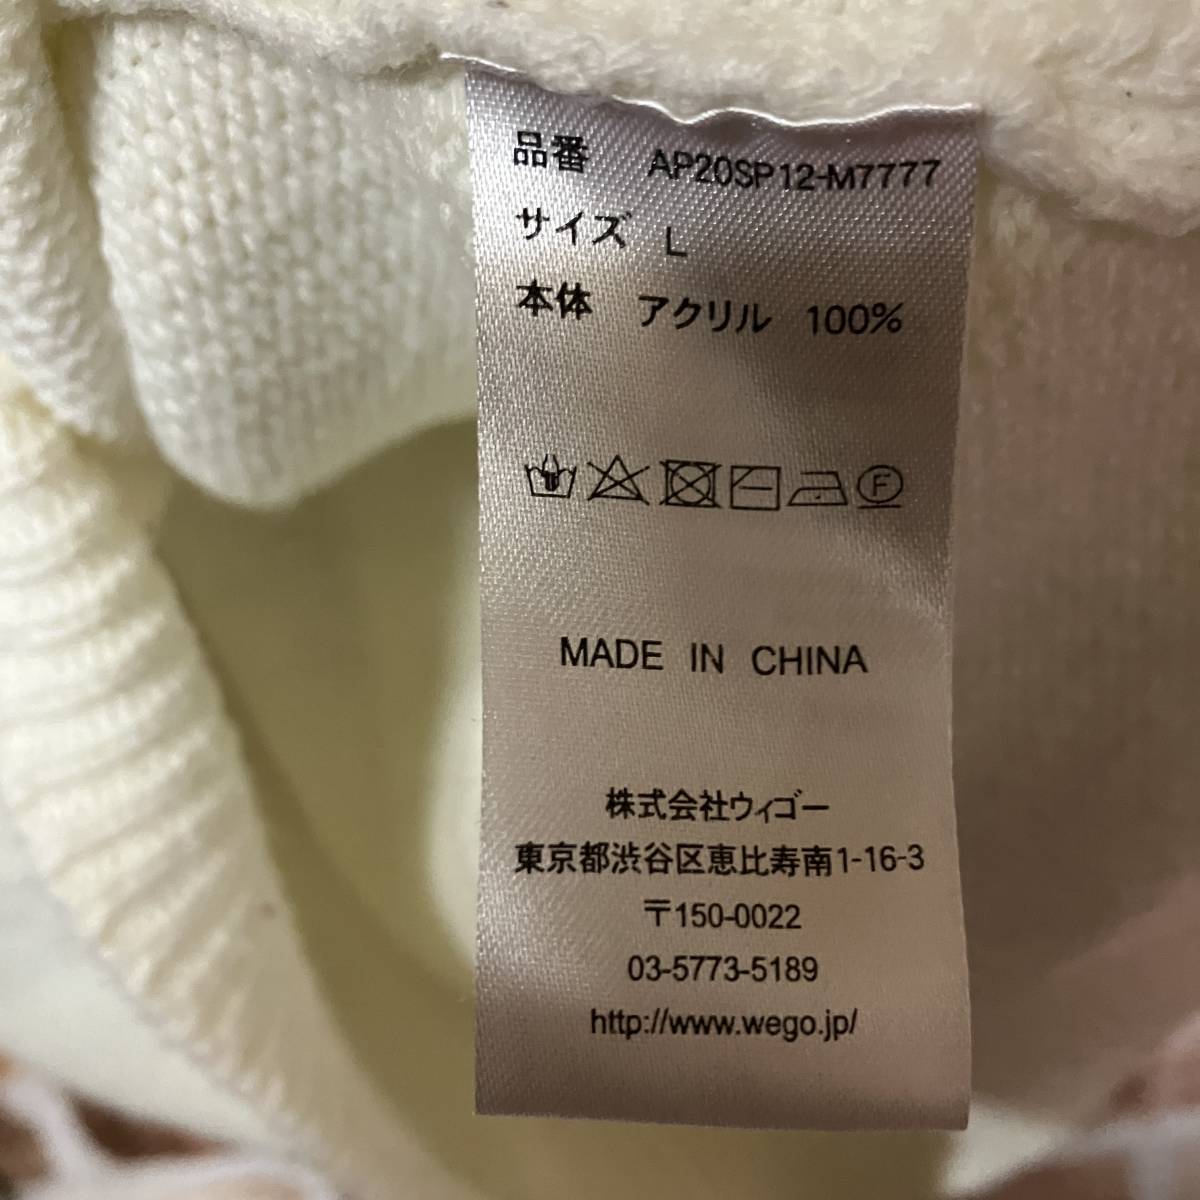 品番 AP20SP12-M7777
サイズ L
本体 アクリル 100%
F
MADE IN CHINA
株式会社ウィゴー
東京都渋谷区恵比寿南1-16-3
〒150-0022
03-5773-5189
http://www.wego.jp/